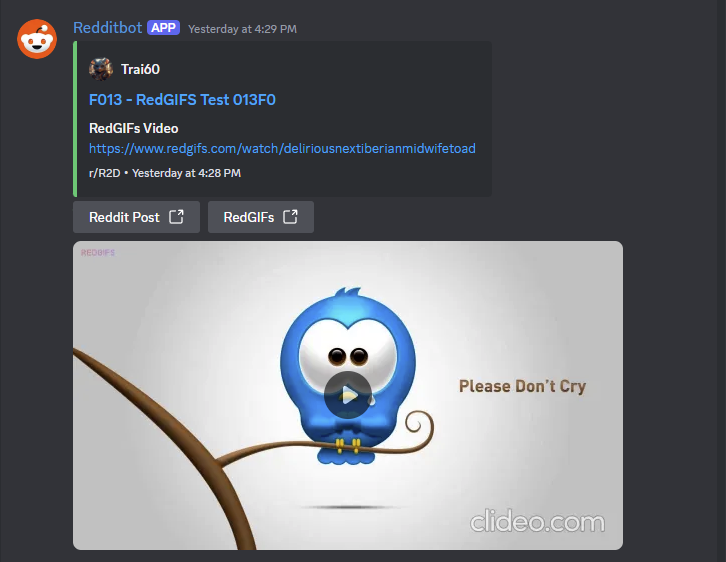 Redditbot APP Yesterday at 4:29 PM
Trai60
F013 - RedGIFS Test 013F0
RedGIFs Video
https://www.redgifs.com/watch/deliriousnextiberianmidwifetoad
r/R2D • Yesterday at 4:28 PM
Reddit Post RedGIFs
REDGIFS
Please Don't Cry
clideo.com